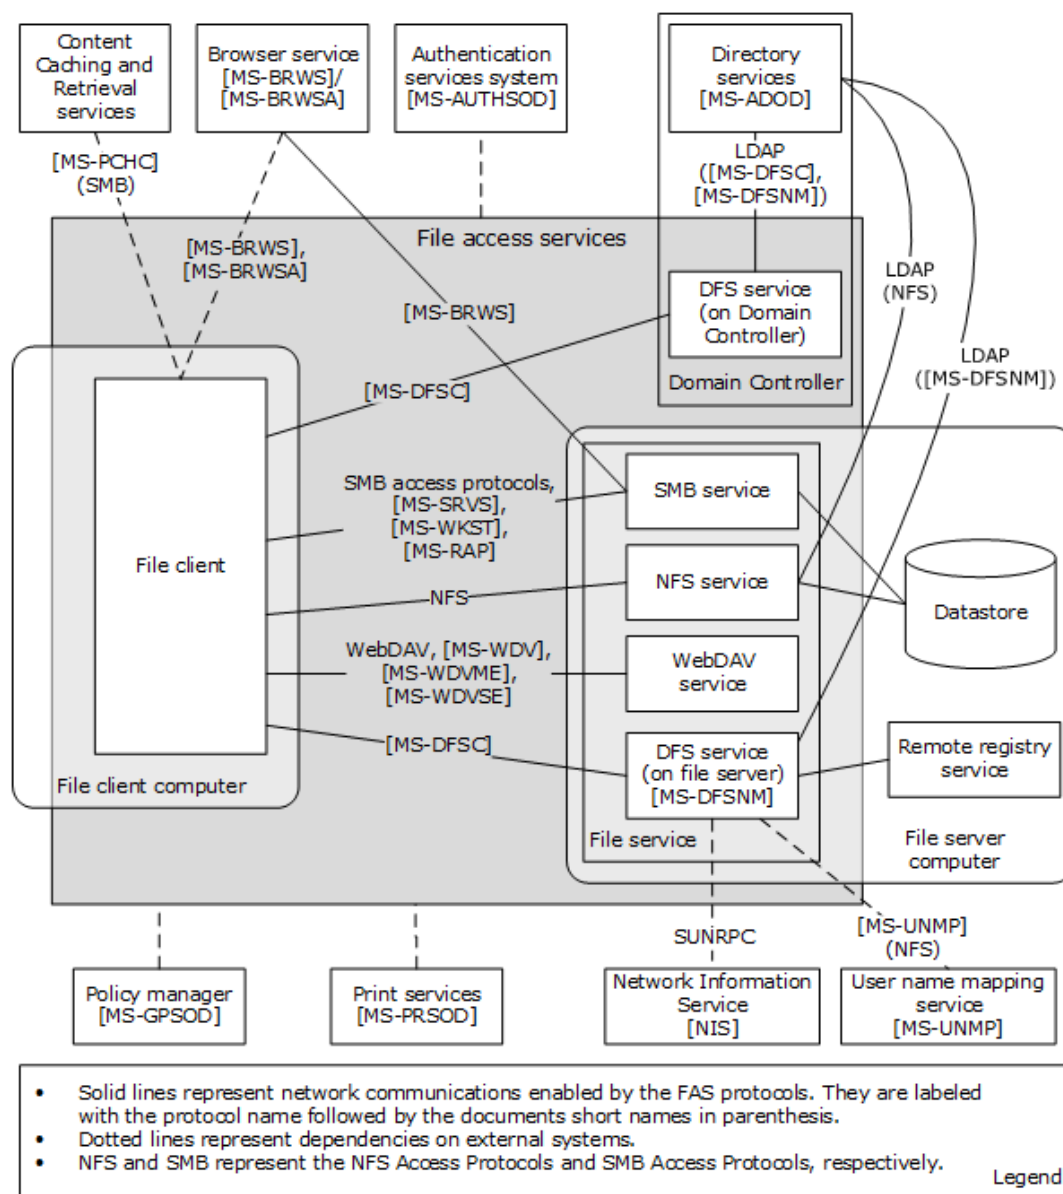 Content
Caching and
Retrieval
services
Browser service
[MS-BRWS]/
[MS-BRWSA]
Authentication
services system
[MS-AUTHSOD]
Directory
services
[MS-ADOD]
[MS-PCHC]
(SMB)
LDAP
([MS-DFSC],
[MS-DFSNM])
File access services
[MS-BRWS],
[MS-BRWSA]
[MS-BRWS]
DFS service
(on Domain
Controller)
LDAP
(NFS)
LDAP
([MS-DFSNM])
Domain Controller
[MS-DFSC]
SMB access protocols,
[MS-SRVS],
[MS-WKST],
[MS-RAP]
SMB service
File client
NFS
NFS service
Datastore
WebDAV, [MS-WDV],
[MS-WDVME],
[MS-WDVSE]
WebDAV
service
[MS-DFSC]
DFS service
(on file server)
[MS-DFSNM]
Remote registry
service
File client computer
File service
File server
computer
SUNRPC
[MS-UNMP]
(NFS)
Policy manager
[MS-GPSOD]
Print services
[MS-PRSOD]
Network Information
Service
[NIS]
User name mapping
service
[MS-UNMP]
• Solid lines represent network communications enabled by the FAS protocols. They are labeled
with the protocol name followed by the documents short names in parenthesis.
• Dotted lines represent dependencies on external systems.
• NFS and SMB represent the NFS Access Protocols and SMB Access Protocols, respectively.
Legend